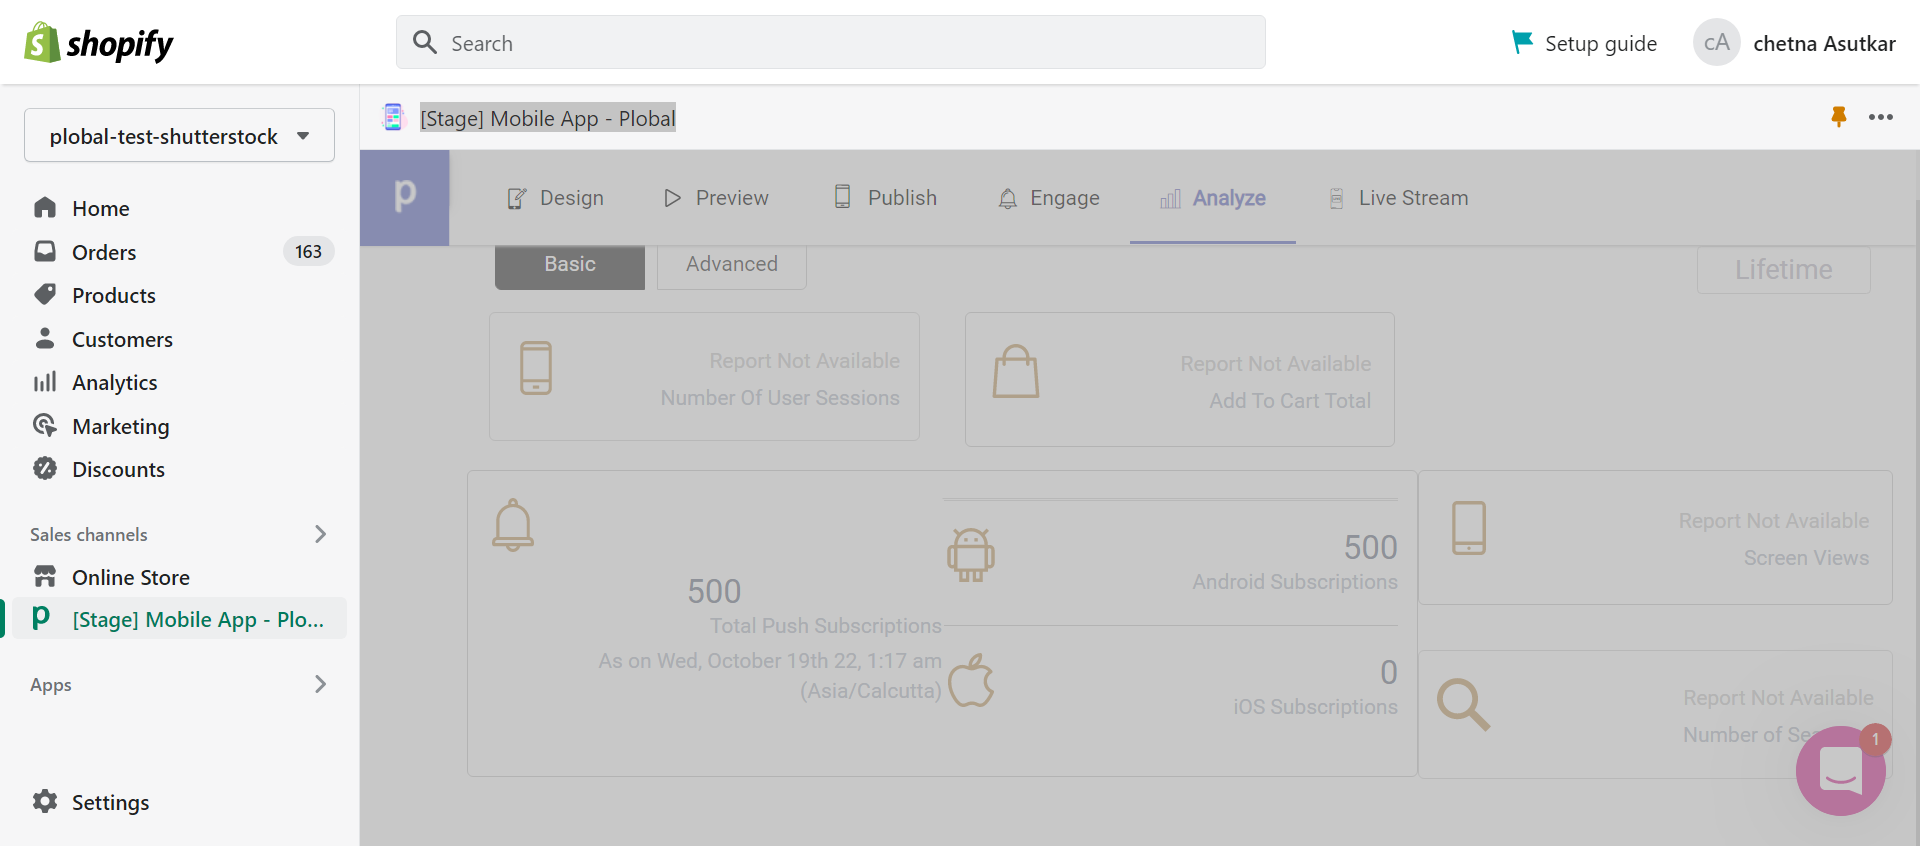 shopify
Search
Setup guide
cA
chetna Asutkar
plobal-test-shutterstock
Home
Orders
163
Products
Customers
Analytics
Marketing
Discounts
Sales channels
Online Store
p
[Stage] Mobile App - Plo...
Apps
Settings
[Stage] Mobile App - Plobal
p
Design
Preview
Publish
Engage
Analyze
Live Stream
Basic
Advanced
Lifetime
Report Not Available
Number Of User Sessions
Report Not Available
Add To Cart Total
500
Total Push Subscriptions
As on Wed, October 19th 22, 1:17 am
(Asia/Calcutta)
500
Android Subscriptions
0
iOS Subscriptions
Report Not Available
Screen Views
Report Not Available
Number of
1